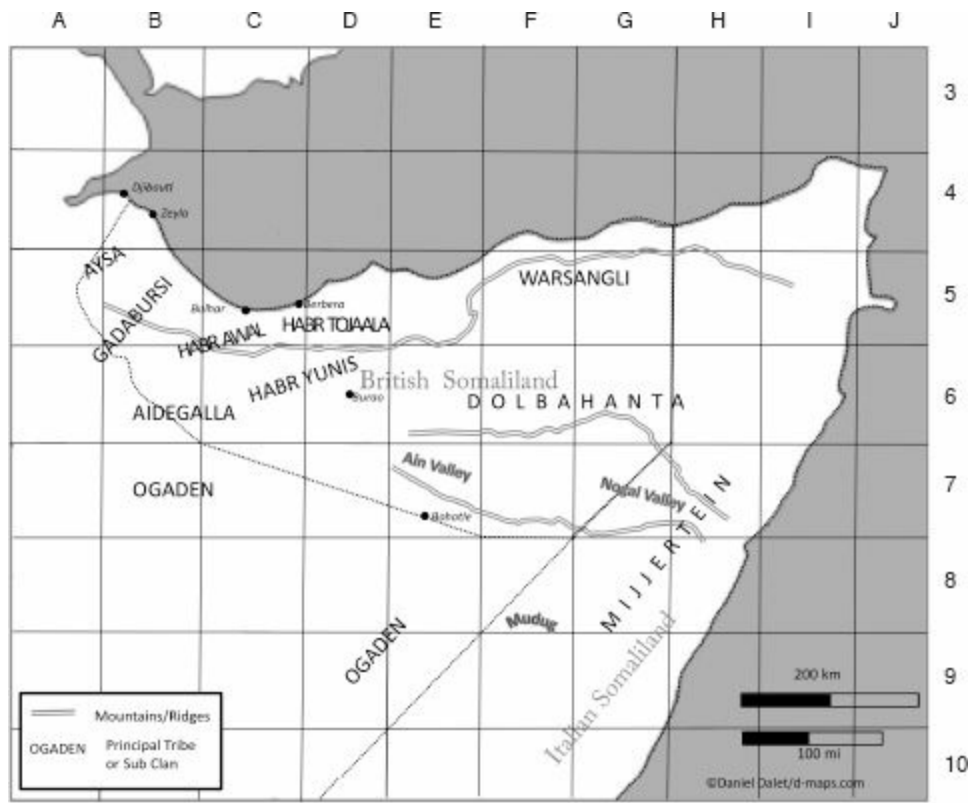 A B C D E F G H I J
3
4
5
6
7
8
9
10
Djibouti
Zeyla
AYSA
GADABURSI
Bulhar
Berbera
HABR AWAL
HABR TOJAALA
WARSANGLI
HABR YUNIS
British Somaliland
Burao
DOLBAHANTA
AIDEGALLA
OGADEN
Ain Valley
Nogal Valley
Bohotle
MIJJERTEIN
Mudug
OGADEN
Italian Somaliland
Mountains/Ridges
OGADEN Principal Tribe
or Sub Clan
200 km
100 mi
©Daniel Dalet/d-maps.com